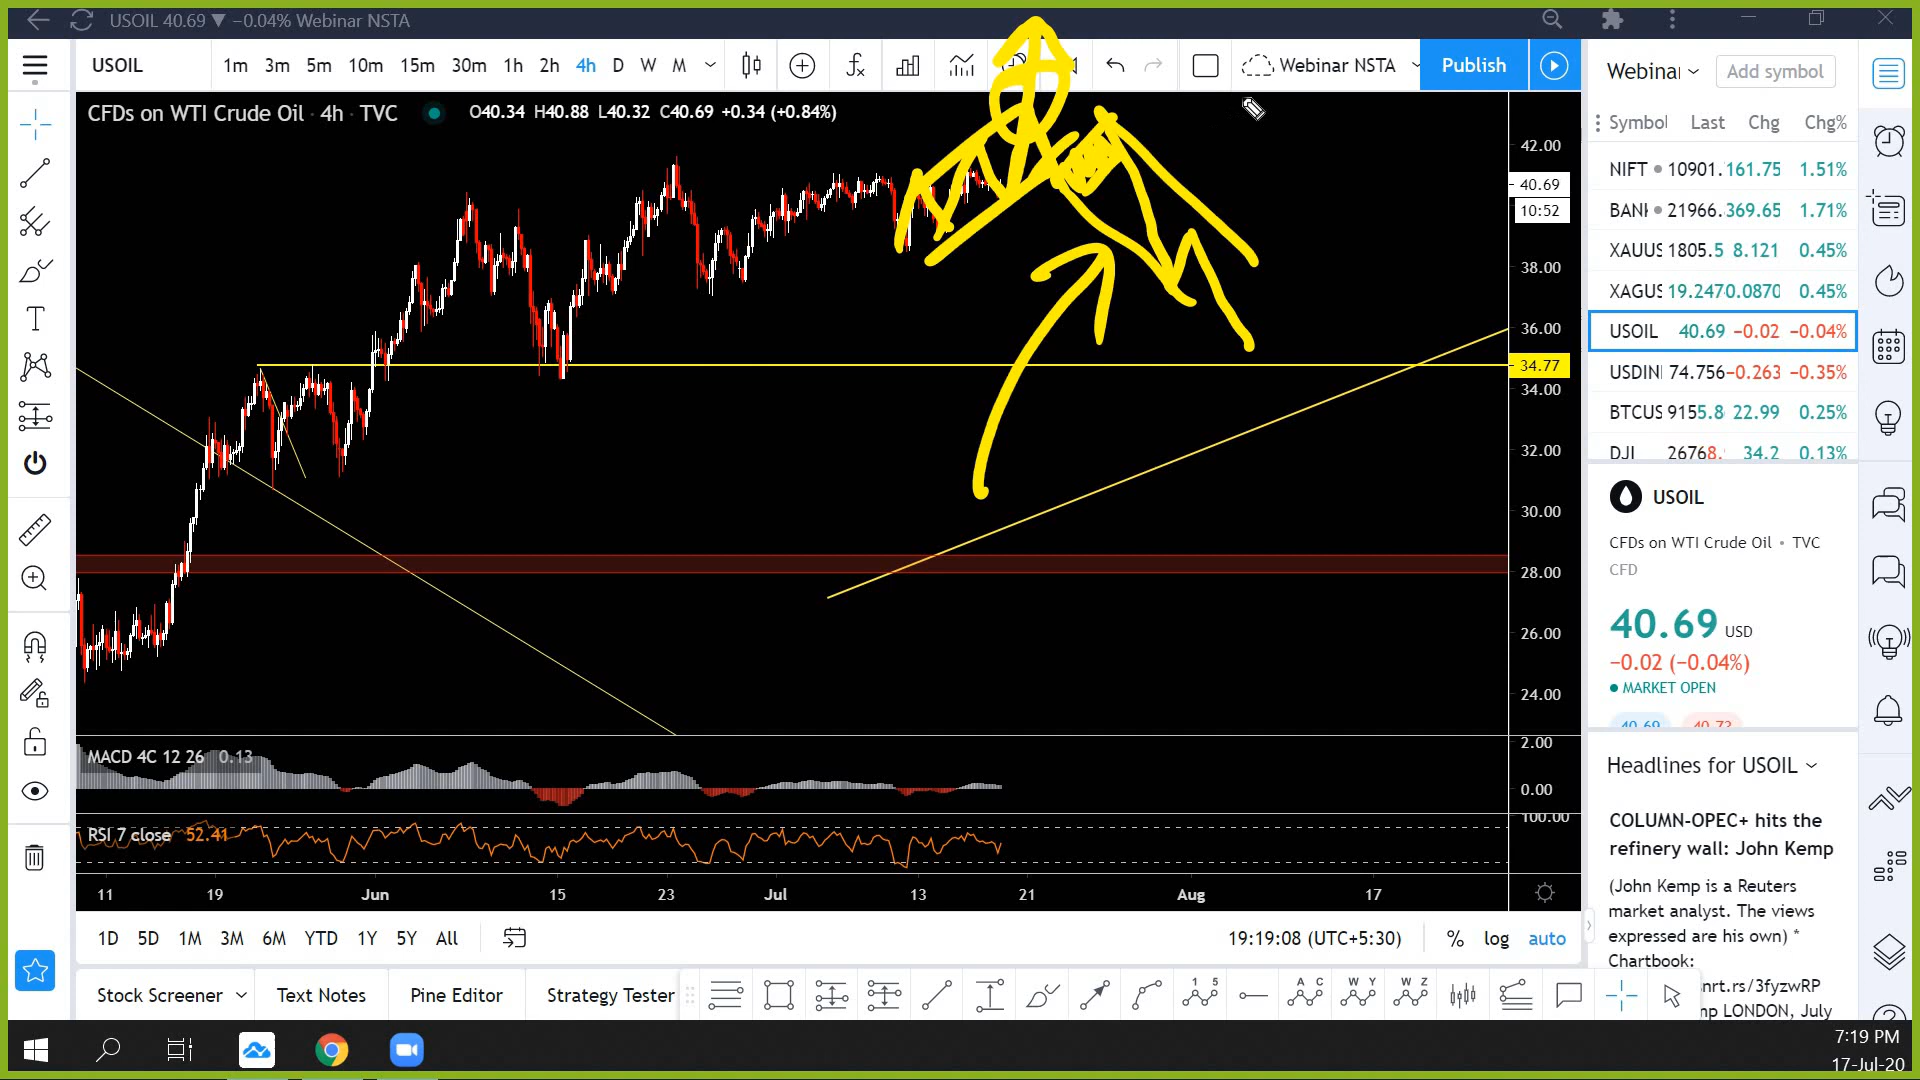 USOIL 40.69 ▼ −0.04% Webinar NSTA
USOIL 1m 3m 5m 10m 15m 30m 1h 2h 4h D W M Webinar NSTA Publish
CFDs on WTI Crude Oil · 4h · TVC O40.34 H40.88 L40.32 C40.69 +0.34 (+0.84%)
42.00
40.69
10:52
38.00
36.00
34.77
34.00
32.00
30.00
28.00
26.00
24.00
MACD 4C 12 26 0.13
2.00
0.00
RSI 7 close 52.41
100.00
11 19 Jun 15 23 Jul 13 21 Aug 17
1D 5D 1M 3M 6M YTD 1Y 5Y All
19:19:08 (UTC+5:30) % log auto
Stock Screener Text Notes Pine Editor Strategy Tester
1 5 A C W Y W Z
Add symbol
Symbol Last Chg Chg%
NIFT 10901. 161.75 1.51%
BANK 21966. 369.65 1.71%
XAUUS 1805.5 8.121 0.45%
XAGUS 19.247 0.0870 0.45%
USOIL 40.69 −0.02 −0.04%
USDINI 74.756 −0.263 −0.35%
BTCUS 9155.8 22.99 0.25%
DJI 26768. 34.2 0.13%
USOIL
CFDs on WTI Crude Oil • TVC
CFD
40.69 USD
−0.02 (−0.04%)
MARKET OPEN
40.69 40.73
Headlines for USOIL
COLUMN-OPEC+ hits the
refinery wall: John Kemp
(John Kemp is a Reuters
market analyst. The views
expressed are his own) *
Chartbook:
nrt.rs/3fyzwRP
np LONDON, July
7:19 PM
17-Jul-20